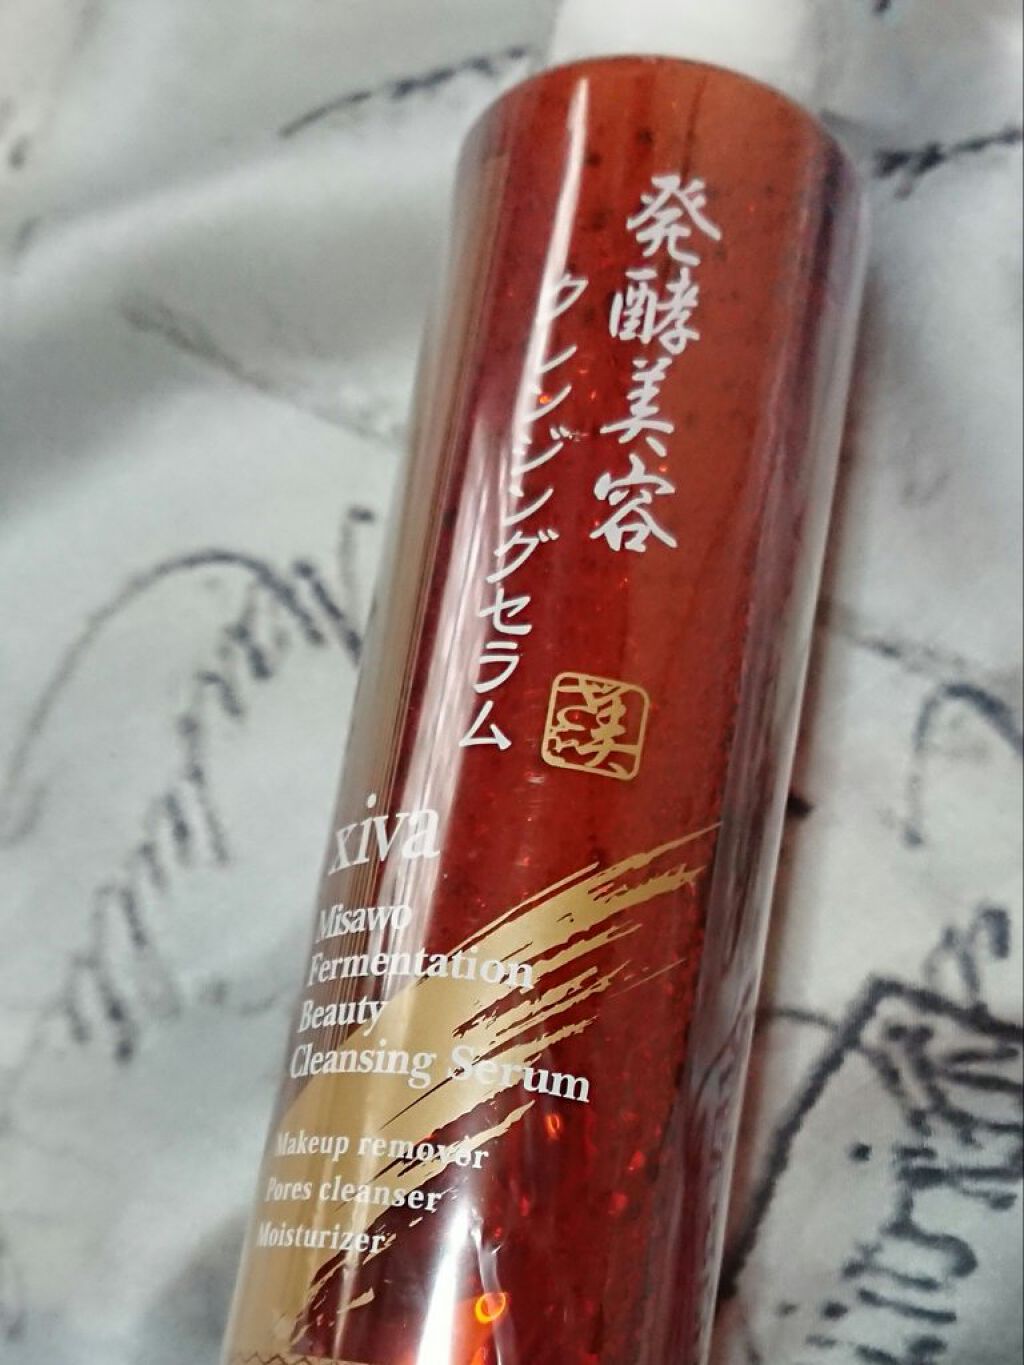 発酵美容
クレンジングセラム
xiva
Misawo
Fermentation
Beauty
Cleansing Serum
Makeup remover
Pores cleanser
Moisturizer